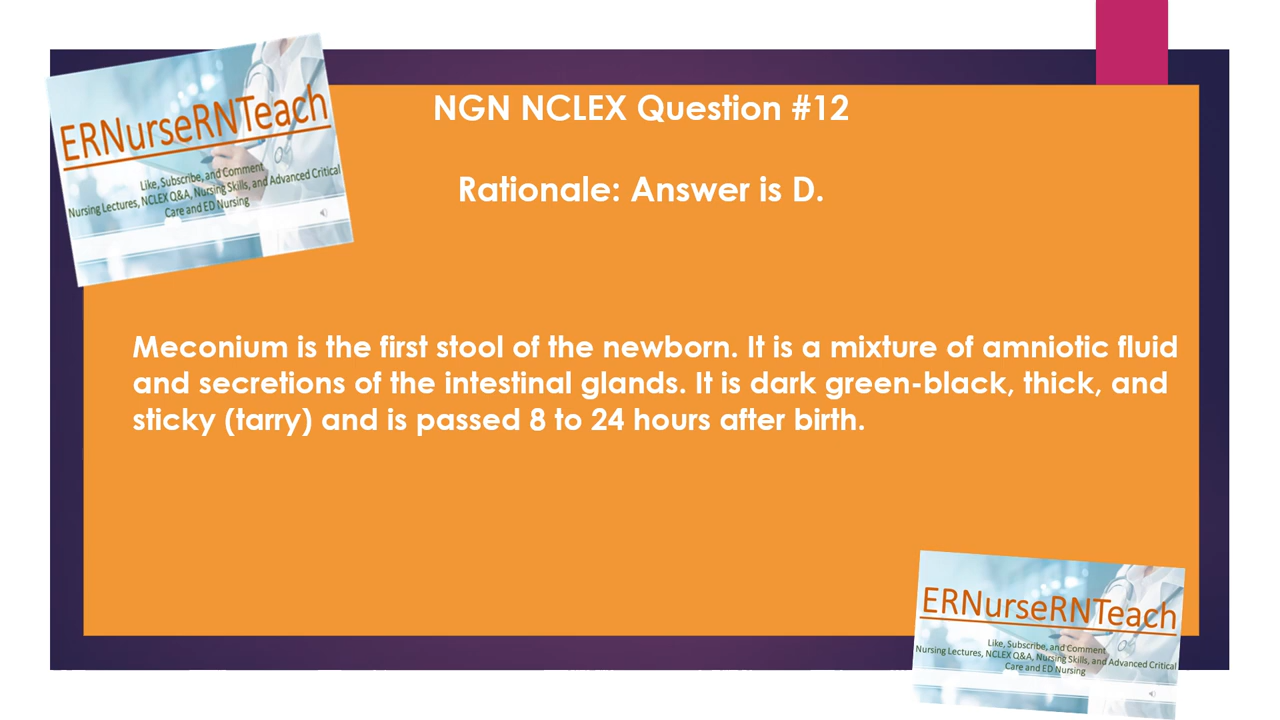 ERNurseRNTeach
Like, Subscribe, and Comment
Nursing Lectures, NCLEX Q&A, Nursing Skills, and Advanced Critical
Care and ED Nursing
NGN NCLEX Question #12
Rationale: Answer is D.
Meconium is the first stool of the newborn. It is a mixture of amniotic fluid
and secretions of the intestinal glands. It is dark green-black, thick, and
sticky (tarry) and is passed 8 to 24 hours after birth.
ERNurseRNTeach
Like, Subscribe, and Comment
Nursing Lectures, NCLEX Q&A, Nursing Skills, and Advanced Critical
Care and ED Nursing